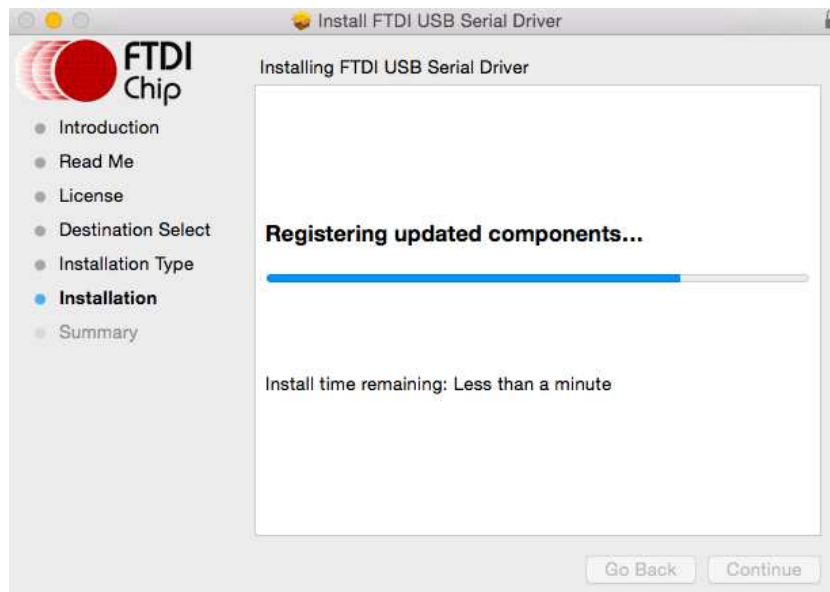 Install FTDI USB Serial Driver
FTDI
Chip
Installing FTDI USB Serial Driver
Introduction
Read Me
License
Destination Select
Installation Type
Installation
Summary
Registering updated components...
Install time remaining: Less than a minute
Go Back
Continue